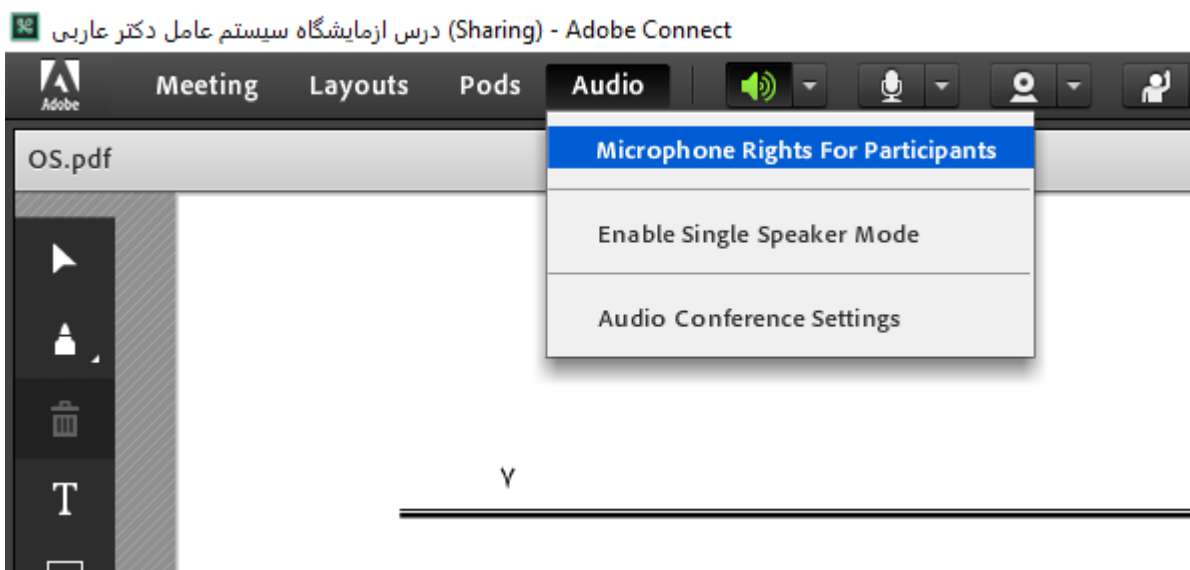 درس ازمایشگاه سیستم عامل دکتر عاربی (Sharing) - Adobe Connect
Adobe
Meeting Layouts Pods Audio
OS.pdf
Microphone Rights For Participants
Enable Single Speaker Mode
Audio Conference Settings
T
۷